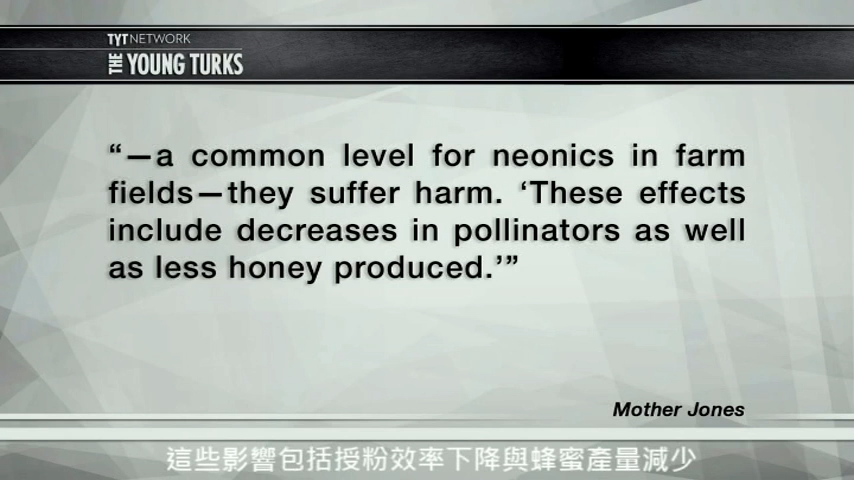 TYT NETWORK
THE YOUNG TURKS
“—a common level for neonics in farm
fields—they suffer harm. ‘These effects
include decreases in pollinators as well
as less honey produced.’”
Mother Jones
這些影響包括授粉效率下降與蜂蜜產量減少